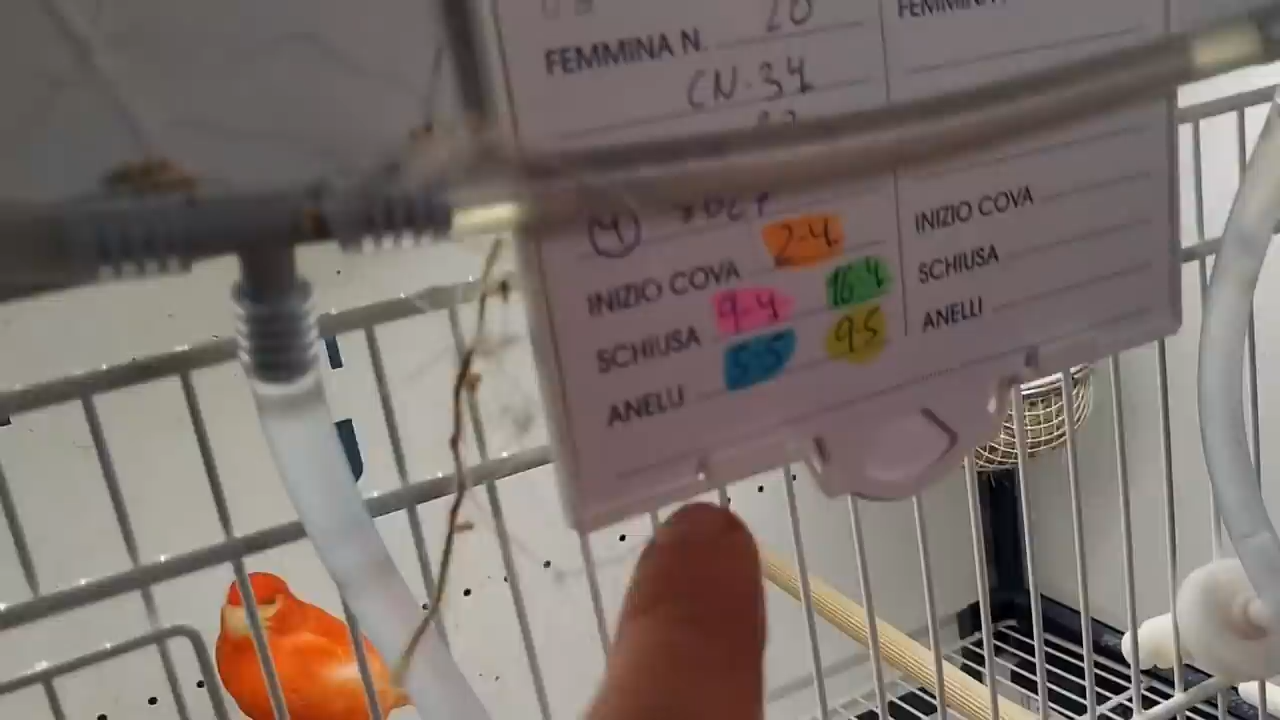 20
FEMMINA N.
CN-34
4
2-4
INIZIO COVA
9-4 16-4
SCHIUSA
5-5 9-5
ANELLI
INIZIO COVA
SCHIUSA
ANELLI